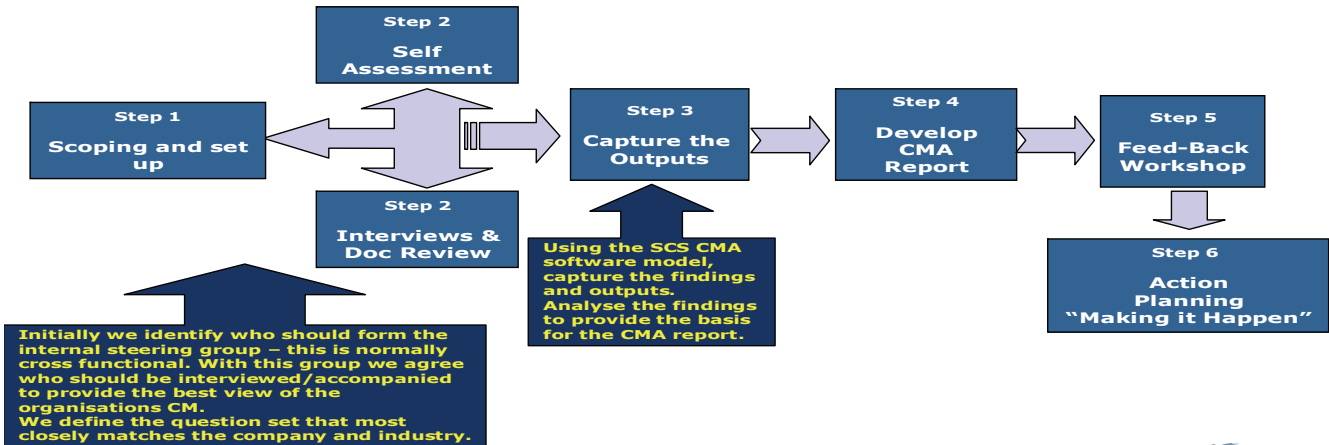 Step 1
Scoping and set
up
Step 2
Self
Assessment
Step 2
Interviews &
Doc Review
Step 3
Capture the
Outputs
Step 4
Develop
CMA
Report
Step 5
Feed-Back
Workshop
Step 6
Action
Planning
“Making it Happen”
Initially we identify who should form the
internal steering group – this is normally
cross functional. With this group we agree
who should be interviewed/accompanied
to provide the best view of the
organisations CM.
We define the question set that most
closely matches the company and industry.
Using the SCS CMA
software model,
capture the findings
and outputs.
Analyse the findings
to provide the basis
for the CMA report.